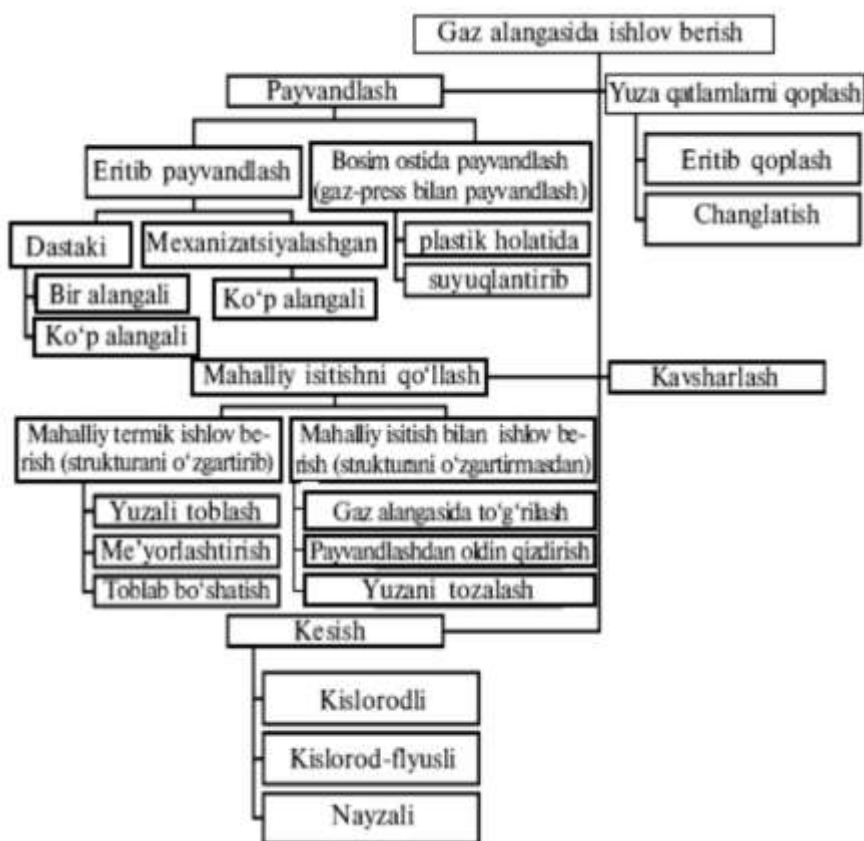 Gaz alangasida ishlov berish
Payvandlash
Yuza qatlamlarni qoplash
Eritib payvandlash
Bosim ostida payvandlash
(gaz-press bilan payvandlash)
Eritib qoplash
Changlatish
Dastaki
Mexanizatsiyalashgan
plastik holatida
suyuqlantirib
Bir alangali
Ko‘p alangali
Ko‘p alangali
Mahalliy isitishni qo‘llash
Kavsharlash
Mahalliy termik ishlov be-
rish (strukturani o‘zgartirib)
Mahalliy isitish bilan ishlov be-
rish (strukturani o‘zgartirmasdan)
Yuzali toblash
Me’yorlashtirish
Toblab bo‘shatish
Gaz alangasida to‘g‘rilash
Payvandlashdan oldin qizdirish
Yuzani tozalash
Kesish
Kislorodli
Kislorod-flyusli
Nayzali